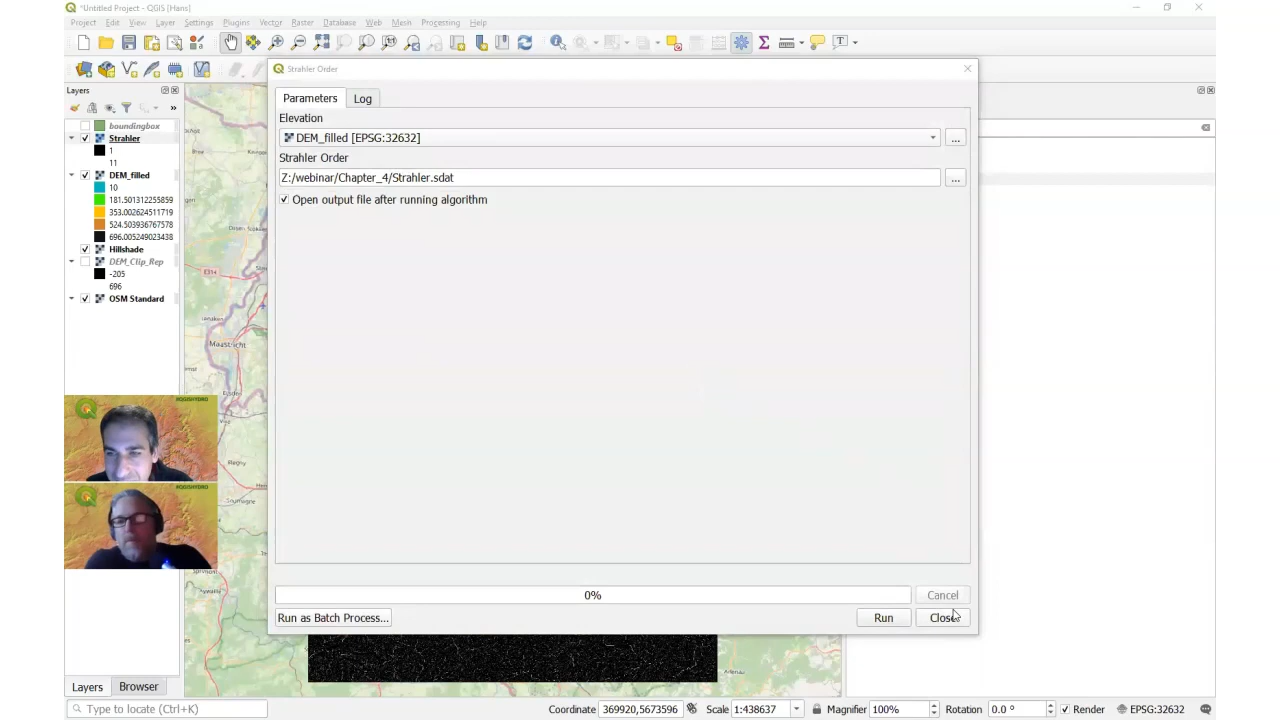 *Untitled Project - QGIS [Hans]
Project Edit View Layer Settings Plugins Vector Raster Database Web Mesh Processing Help
Layers
Strahler Order
Parameters
Log
boundingbox
Strahler
1
11
DEM_filled
10
181.501312255859
353.002624511719
524.503936767578
696.005249023438
Hillshade
DEM_Clip_Rep
-205
696
OSM Standard
Elevation
DEM_filled [EPSG:32632]
...
Strahler Order
Z:/webinar/Chapter_4/Strahler.sdat
...
Open output file after running algorithm
E314
Maastricht
#QGISHYDRO
#QGISHYDRO
0%
Cancel
Run as Batch Process...
Run
Close
Adenau
Layers
Browser
Type to locate (Ctrl+K)
Coordinate 369920,5673596
Scale 1:438637
Magnifier 100%
Rotation 0.0 °
Render
EPSG:32632